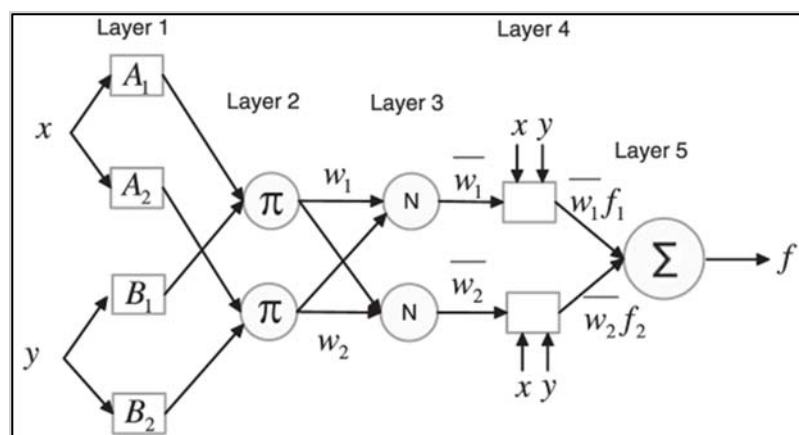 Layer 1
Layer 4
A₁
Layer 2
Layer 3
x y
x
Layer 5
A₂
w₁
w̅₁
w̅₁f₁
π
N
Σ
f
B₁
π
N
w̅₂
w̅₂f₂
y
w₂
x y
B₂